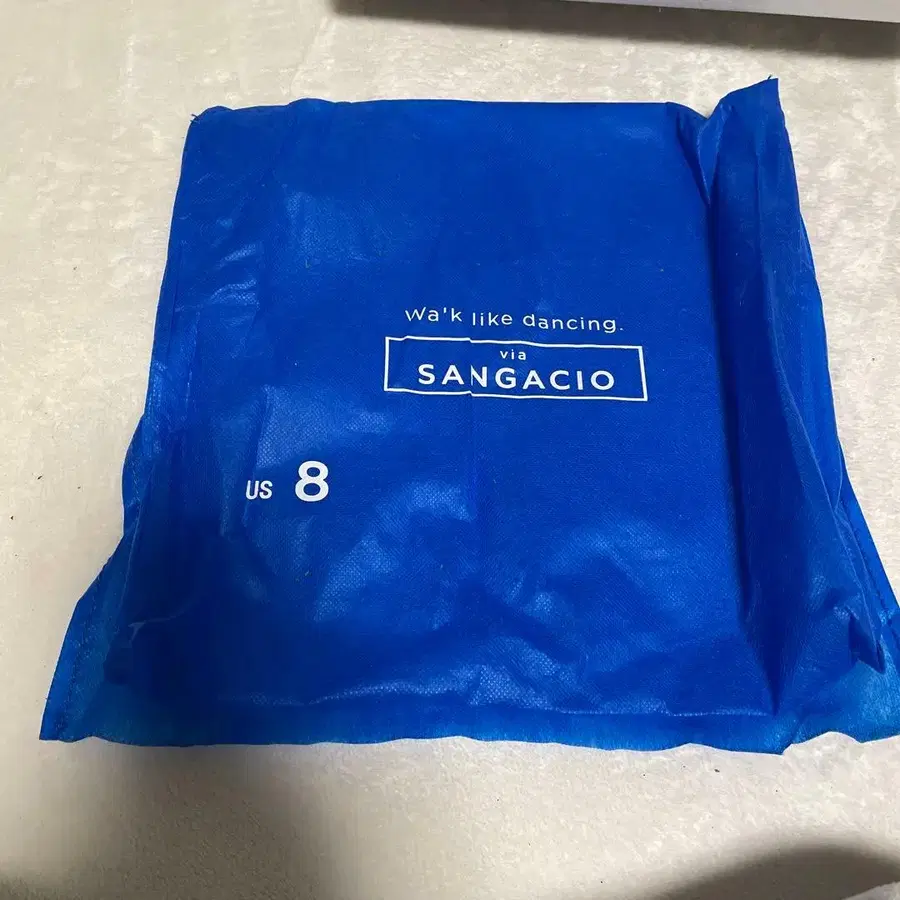 Wa'k like dancing.
via
SANGACIO
US 8